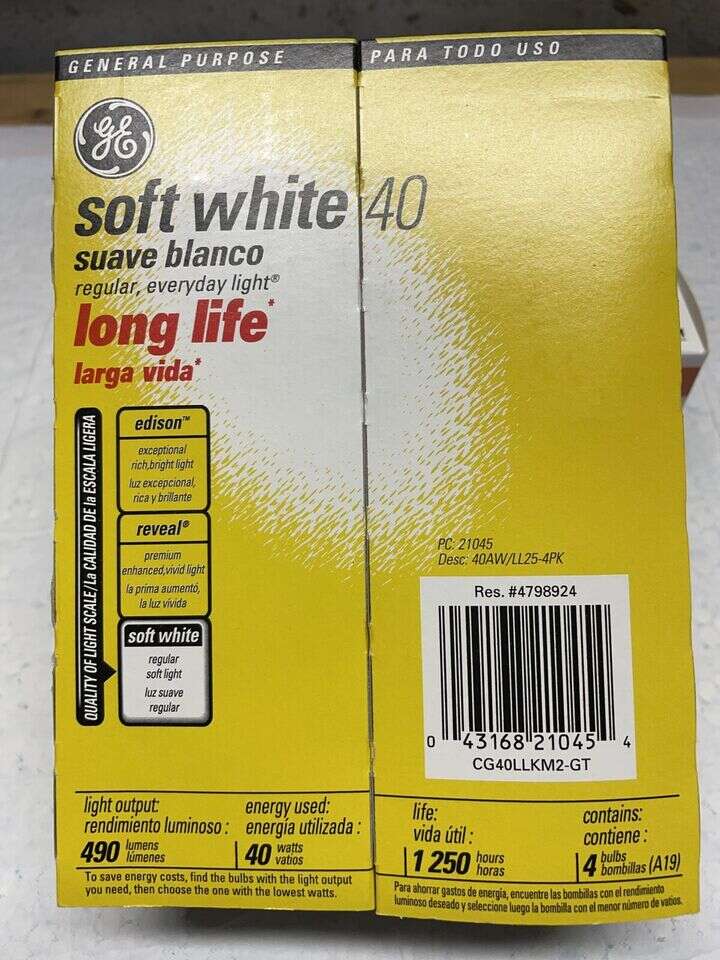 GENERAL PURPOSE
PARA TODO USO
GE
soft white 40
suave blanco
regular, everyday light®
long life*
larga vida*
QUALITY OF LIGHT SCALE/La CALIDAD DE la ESCALA LIGERA
edison™
exceptional
rich,bright light
luz excepcional,
rica y brillante
reveal®
premium
enhanced,vivid light
la prima aumentó,
la luz vívida
soft white
regular
soft light
luz suave
regular
PC: 21045
Desc: 40AW/LL25-4PK
Res. #4798924
0 43168 21045 4
CG40LLKM2-GT
light output:
rendimiento luminoso :
490 lumens
lúmenes
energy used:
energía utilizada :
40 watts
vatios
To save energy costs, find the bulbs with the light output
you need, then choose the one with the lowest watts.
life:
vida útil :
1 250 hours
horas
contains:
contiene :
4 bulbs
bombillas (A19)
Para ahorrar gastos de energía, encuentre las bombillas con el rendimiento
luminoso deseado y seleccione luego la bombilla con el menor número de vatios.